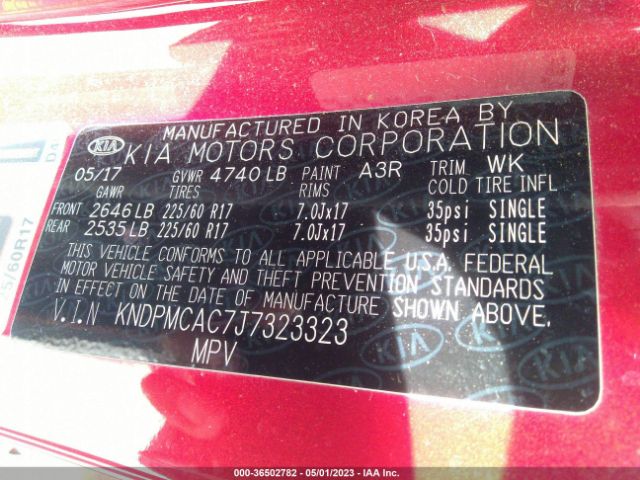 MANUFACTURED IN KOREA BY
KIA KIA MOTORS CORPORATION
05/17 GVWR 4740 LB PAINT A3R TRIM WK
GAWR TIRES RIMS COLD TIRE INFL
FRONT 2646 LB 225/60 R17 7.0Jx17 35psi SINGLE
REAR 2535 LB 225/60 R17 7.0Jx17 35psi SINGLE
THIS VEHICLE CONFORMS TO ALL APPLICABLE U.S.A. FEDERAL
MOTOR VEHICLE SAFETY AND THEFT PREVENTION STANDARDS
IN EFFECT ON THE DATE OF MANUFACTURE SHOWN ABOVE.
V.I.N KNDPMCAC7J7323323
MPV
5/60R17
000-36502782 - 05/01/2023 - IAA Inc.